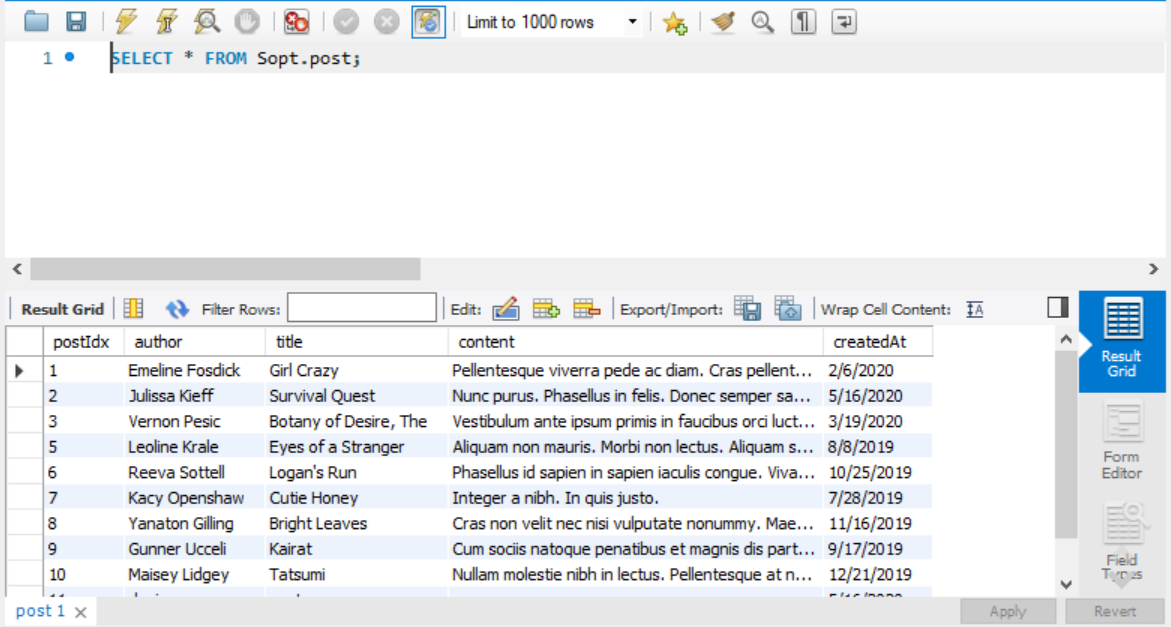 Limit to 1000 rows
1 SELECT * FROM Sopt.post;
Result Grid Filter Rows: Edit: Export/Import: Wrap Cell Content:
postIdx author title content createdAt
1 Emeline Fosdick Girl Crazy Pellentesque viverra pede ac diam. Cras pellent... 2/6/2020
2 Julissa Kieff Survival Quest Nunc purus. Phasellus in felis. Donec semper sa... 5/16/2020
3 Vernon Pesic Botany of Desire, The Vestibulum ante ipsum primis in faucibus orci luct... 3/19/2020
5 Leoline Krale Eyes of a Stranger Aliquam non mauris. Morbi non lectus. Aliquam s... 8/8/2019
6 Reeva Sottell Logan's Run Phasellus id sapien in sapien iaculis congue. Viva... 10/25/2019
7 Kacy Openshaw Cutie Honey Integer a nibh. In quis justo. 7/28/2019
8 Yanaton Gilling Bright Leaves Cras non velit nec nisi vulputate nonummy. Mae... 11/16/2019
9 Gunner Ucceli Kairat Cum sociis natoque penatibus et magnis dis part... 9/17/2019
10 Maisey Lidgey Tatsumi Nullam molestie nibh in lectus. Pellentesque at n... 12/21/2019
Result
Grid
Form
Editor
Field
Types
post 1
Apply Revert